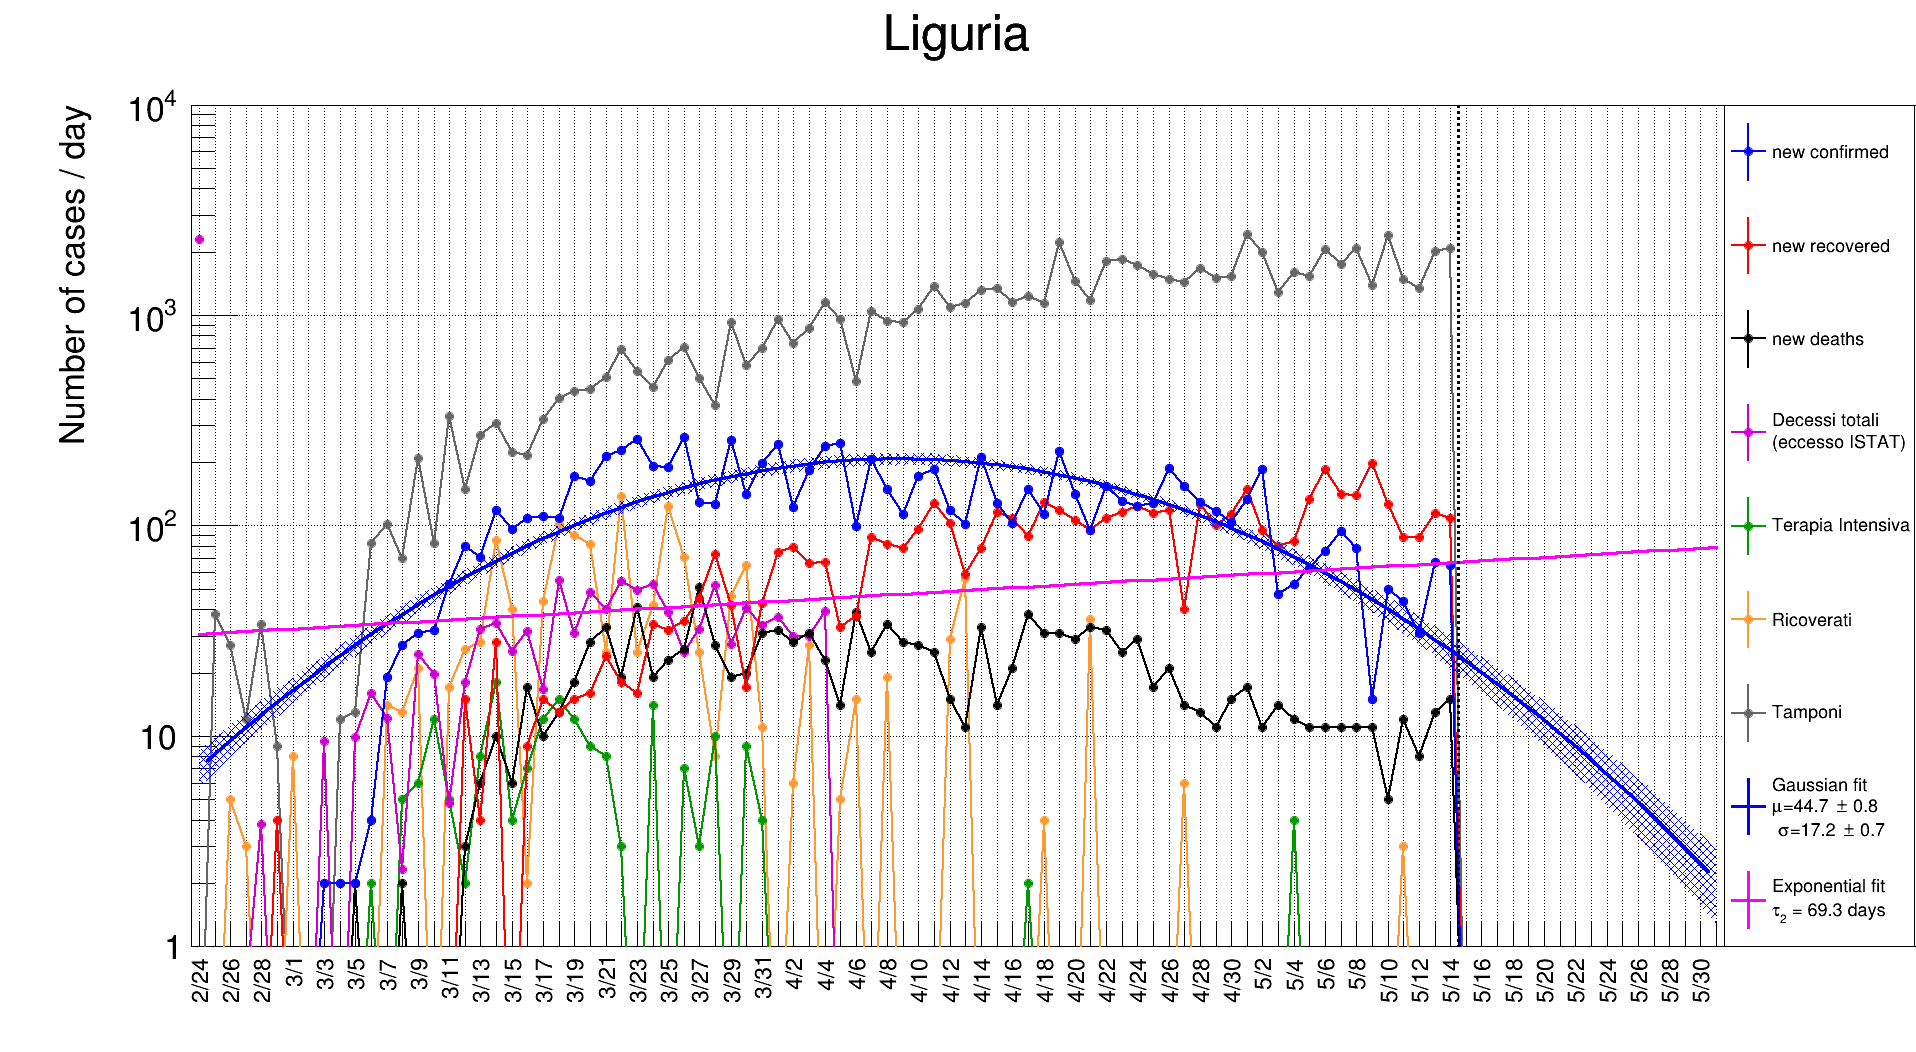 Liguria
Number of cases / day
10^4
10^3
10^2
10
1
2/24 2/26 2/28 3/1 3/3 3/5 3/7 3/9 3/11 3/13 3/15 3/17 3/19 3/21 3/23 3/25 3/27 3/29 3/31 4/2 4/4 4/6 4/8 4/10 4/12 4/14 4/16 4/18 4/20 4/22 4/24 4/26 4/28 4/30 5/2 5/4 5/6 5/8 5/10 5/12 5/14 5/16 5/18 5/20 5/22 5/24 5/26 5/28 5/30
new confirmed
new recovered
new deaths
Decessi totali
(eccesso ISTAT)
Terapia Intensiva
Ricoverati
Tamponi
Gaussian fit
μ=44.7 ± 0.8
σ=17.2 ± 0.7
Exponential fit
τ₂ = 69.3 days